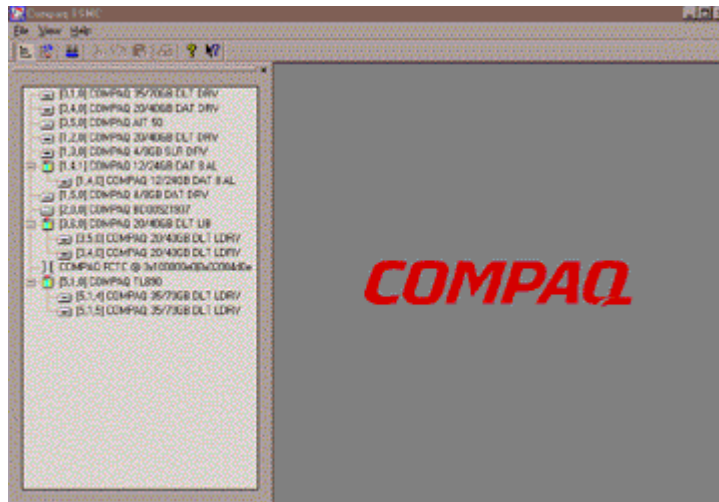 Compaq TSMC
File View Help
[3,1,0] COMPAQ 35/70GB DLT DRV
[3,4,0] COMPAQ 20/40GB DAT DRV
[3,5,0] COMPAQ AIT 50
[1,2,0] COMPAQ 20/40GB DLT DRV
[1,3,0] COMPAQ 4/8GB SLR DRV
[1,4,1] COMPAQ 12/24GB DAT 8 AL
[1,4,0] COMPAQ 12/24GB DAT 8 AL
[1,5,0] COMPAQ 4/8GB DAT DRV
[2,0,0] COMPAQ
[3,6,0] COMPAQ 20/40GB DLT LIB
[3,5,0] COMPAQ 20/40GB DLT LDRV
[3,4,0] COMPAQ 20/40GB DLT LDRV
COMPAQ FCTC @
[5,1,0] COMPAQ TL890
[5,1,4] COMPAQ 35/70GB DLT LDRV
[5,1,5] COMPAQ 35/70GB DLT LDRV
COMPAQ